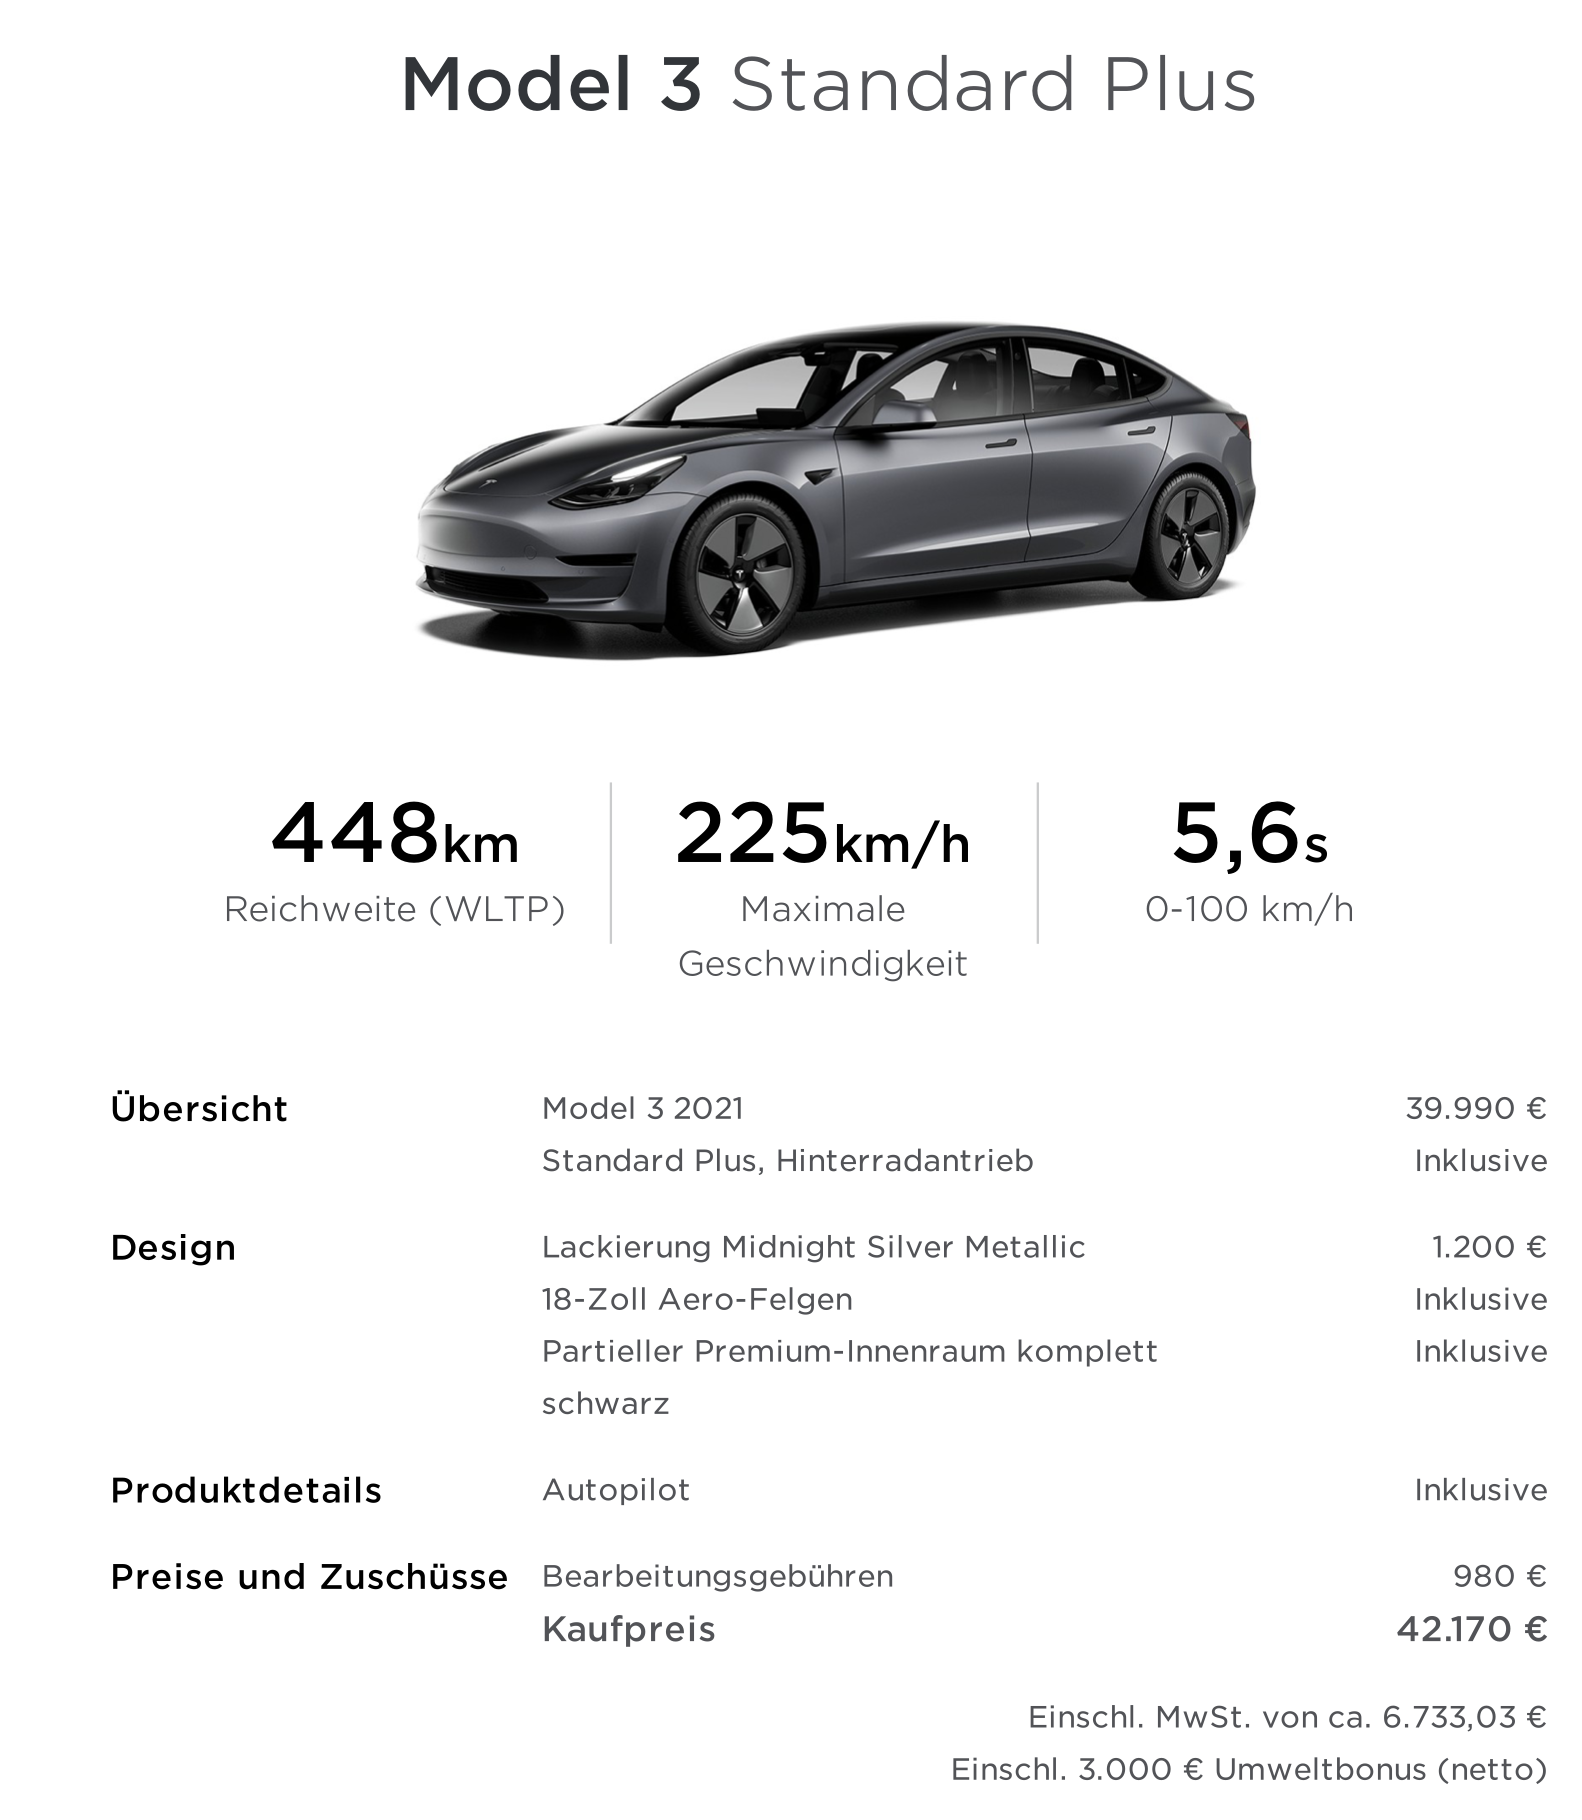 Model 3 Standard Plus
448km
Reichweite (WLTP)
225km/h
Maximale
Geschwindigkeit
5,6s
0-100 km/h
Übersicht Model 3 2021 39.990 €
Standard Plus, Hinterradantrieb Inklusive
Design Lackierung Midnight Silver Metallic 1.200 €
18-Zoll Aero-Felgen Inklusive
Partieller Premium-Innenraum komplett Inklusive
schwarz
Produktdetails Autopilot Inklusive
Preise und Zuschüsse Bearbeitungsgebühren 980 €
Kaufpreis 42.170 €
Einschl. MwSt. von ca. 6.733,03 €
Einschl. 3.000 € Umweltbonus (netto)